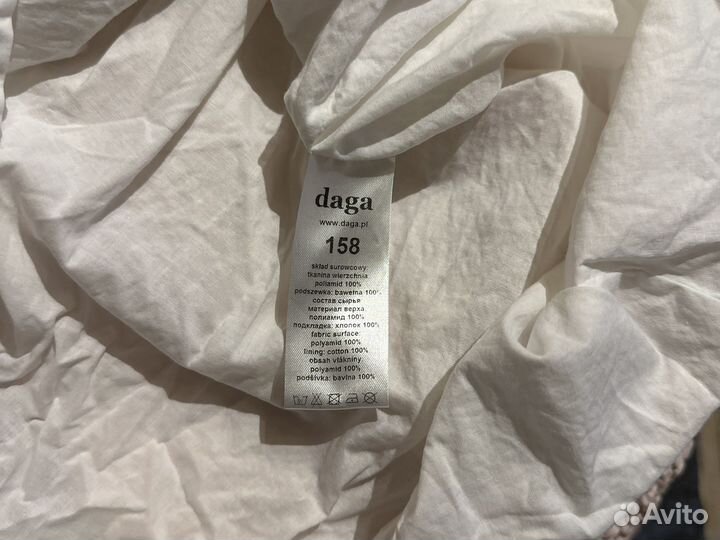 daga
www.daga.pl
158
skład surowcowy
tkanina wierzchnia
poliamid 100%
podszewka: bawełna 100%
состав сырья
материал верха
полиамид 100%
подкладка: хлопок 100%
fabric surface:
polyamid 100%
lining: cotton 100%
obsah vlákniny
polyamid 100%
podšivka: bavlna 100%
Avito